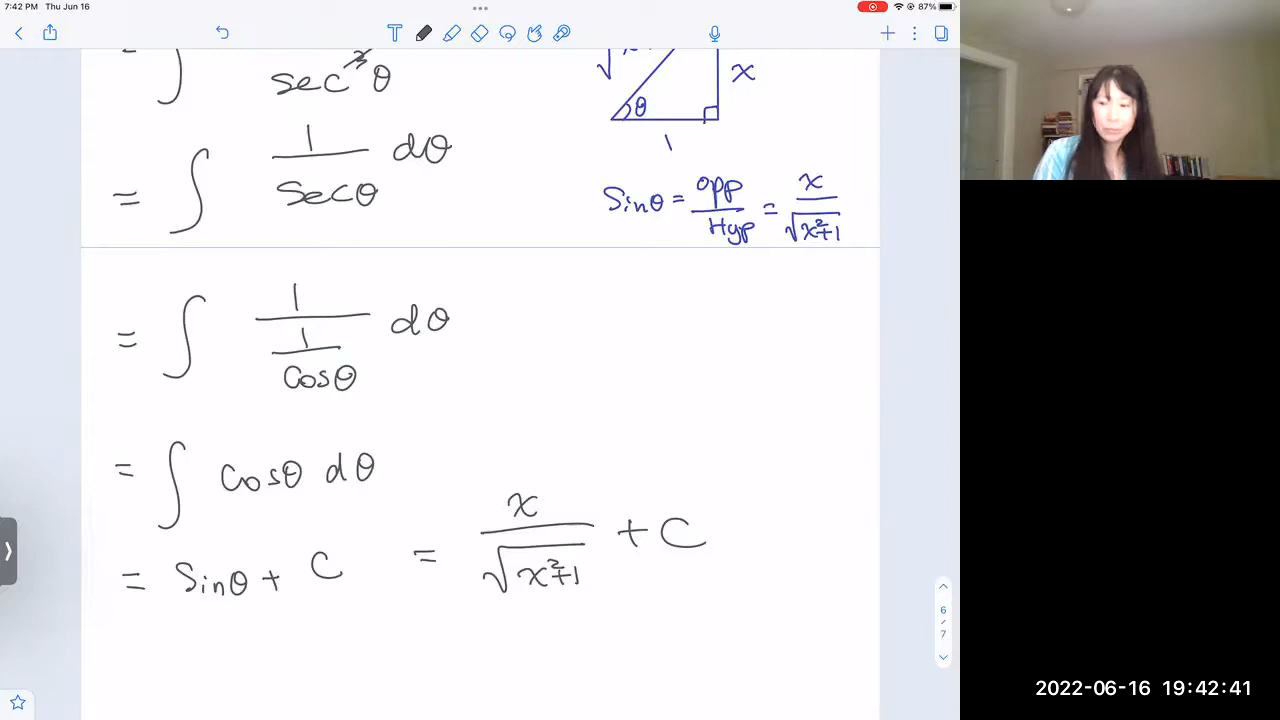 7:42 PM Thu Jun 16
87%
T
= ∫ sec³θ
= ∫ 1/secθ dθ
θ
x
1
Sinθ = opp/Hyp = x/√(x²+1)
= ∫ 1/(1/cosθ) dθ
= ∫ cosθ dθ
= Sinθ + C = x/√(x²+1) + C
6
/
7
2022-06-16 19:42:41